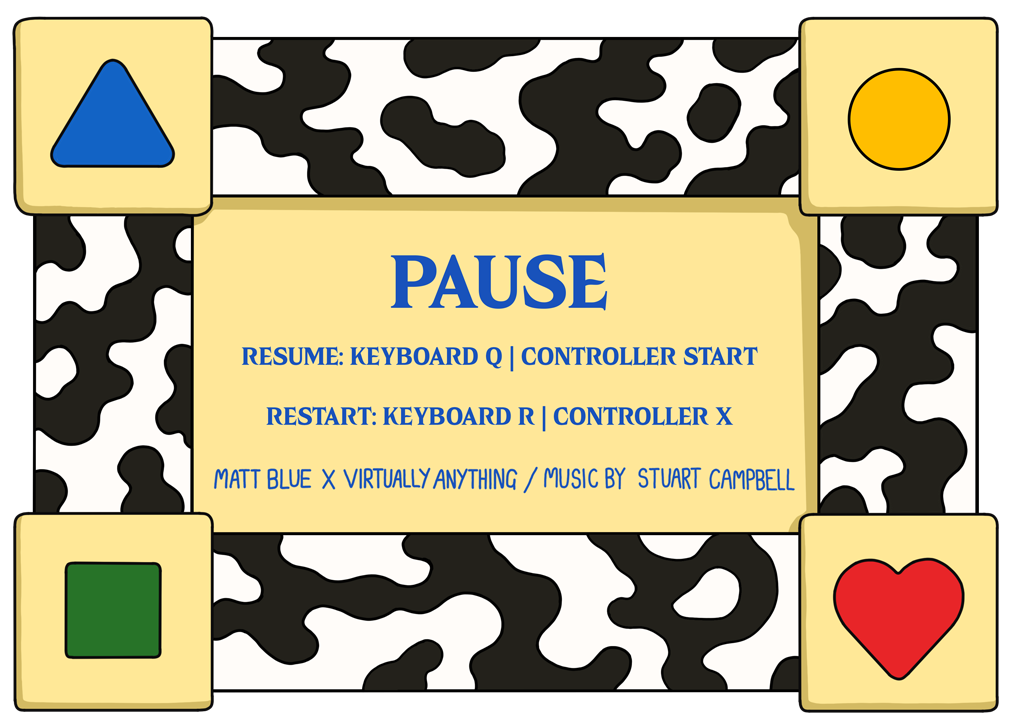 PAUSE
RESUME: KEYBOARD Q | CONTROLLER START
RESTART: KEYBOARD R | CONTROLLER X
MATT BLUE X VIRTUALLY ANYTHING / MUSIC BY STUART CAMPBELL